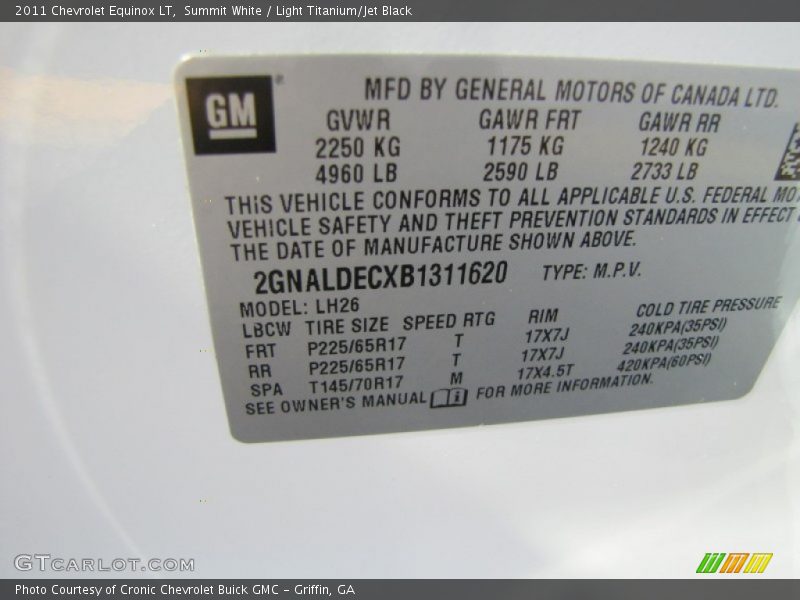 2011 Chevrolet Equinox LT, Summit White / Light Titanium/Jet Black
GM
MFD BY GENERAL MOTORS OF CANADA LTD.
GVWR GAWR FRT GAWR RR
2250 KG 1175 KG 1240 KG
4960 LB 2590 LB 2733 LB
THIS VEHICLE CONFORMS TO ALL APPLICABLE U.S. FEDERAL
VEHICLE SAFETY AND THEFT PREVENTION STANDARDS IN EFFECT
THE DATE OF MANUFACTURE SHOWN ABOVE.
2GNALDECXB1311620 TYPE: M.P.V.
MODEL: LH26
LBCW TIRE SIZE SPEED RTG RIM COLD TIRE PRESSURE
FRT P225/65R17 T 17X7J 240KPA(35PSI)
RR P225/65R17 T 17X7J 240KPA(35PSI)
SPA T145/70R17 M 17X4.5T 420KPA(60PSI)
SEE OWNER'S MANUAL FOR MORE INFORMATION.
GTCARLOT.COM
Photo Courtesy of Cronic Chevrolet Buick GMC – Griffin, GA